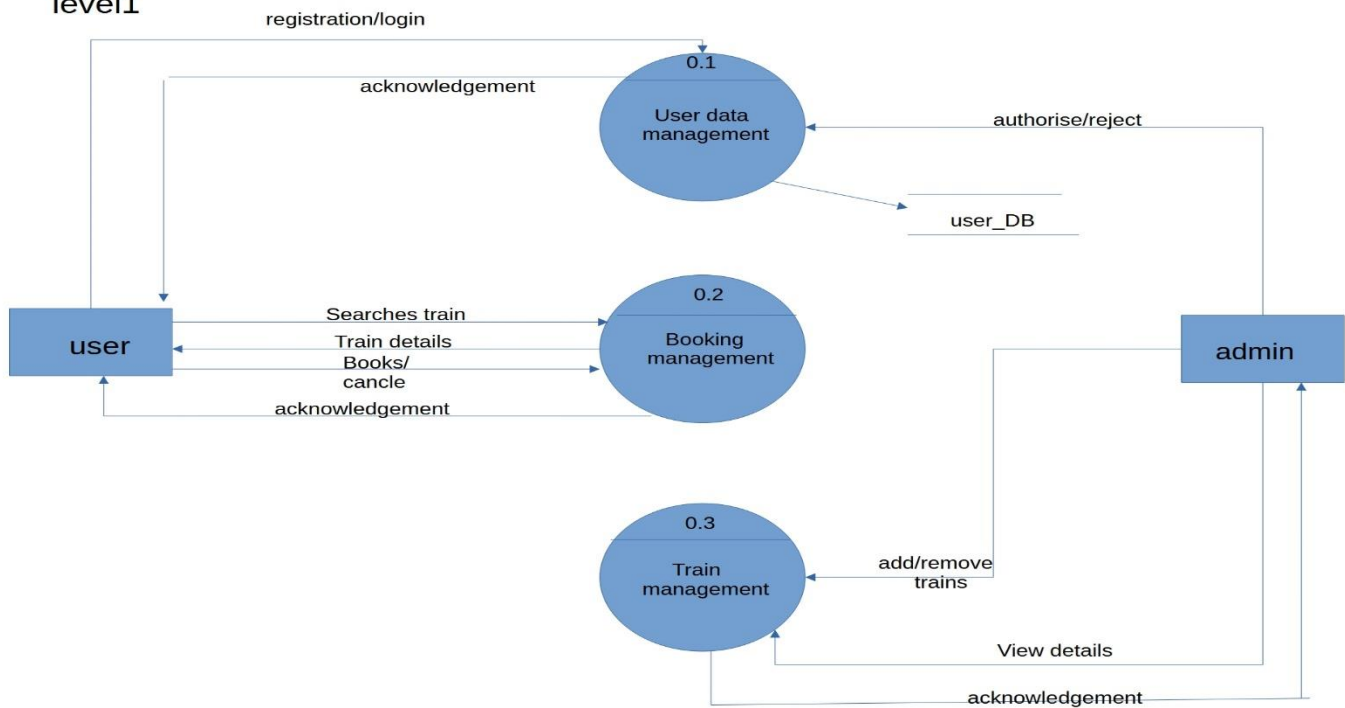 level1
registration/login
0.1
acknowledgement
User data
management
authorise/reject
user_DB
0.2
Searches train
user
Train details
Booking
management
admin
Books/
cancle
acknowledgement
0.3
add/remove
trains
Train
management
View details
acknowledgement